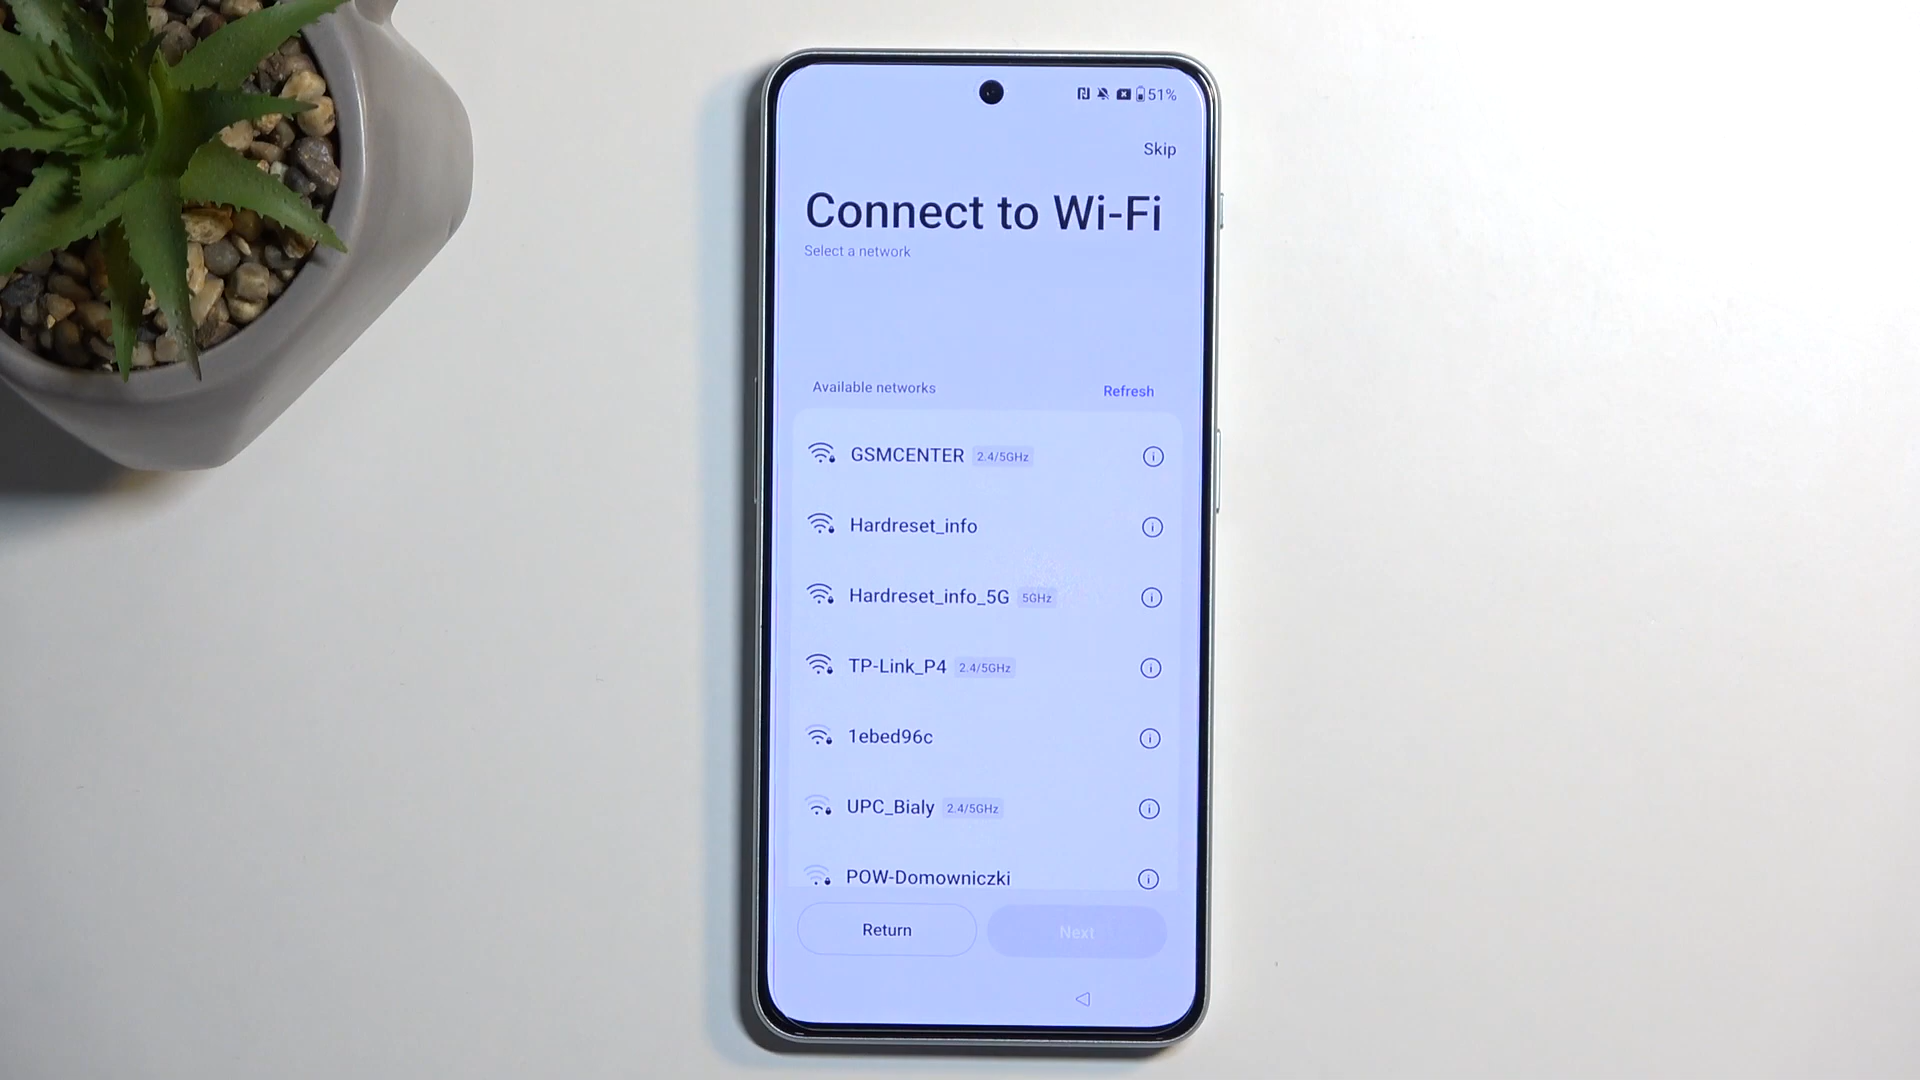 51%
Skip
Connect to Wi-Fi
Select a network
Available networks Refresh
GSMCENTER 2.4/5GHz
Hardreset_info
Hardreset_info_5G 5GHz
TP-Link_P4 2.4/5GHz
1ebed96c
UPC_Bialy 2.4/5GHz
POW-Domowniczki
Return Next